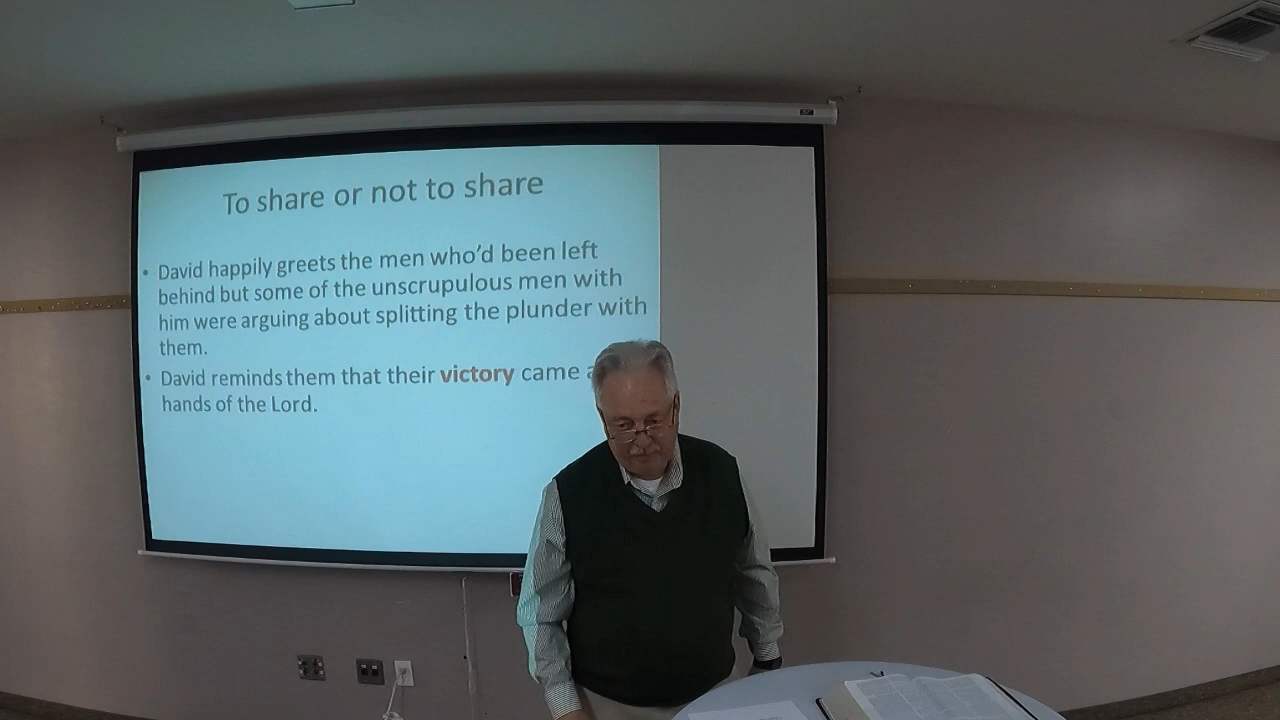 To share or not to share
• David happily greets the men who'd been left
behind but some of the unscrupulous men with
him were arguing about splitting the plunder with
them.
• David reminds them that their victory came
hands of the Lord.